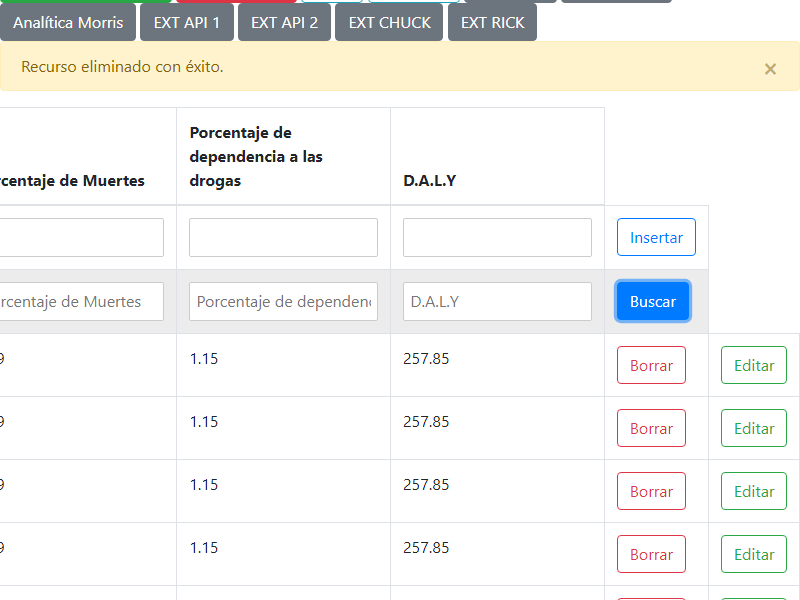 Analítica Morris EXT API 1 EXT API 2 EXT CHUCK EXT RICK
Recurso eliminado con éxito. ×
rcentaje de Muertes Porcentaje de dependencia a las drogas D.A.L.Y
Insertar
rcentaje de Muertes Porcentaje de dependenc D.A.L.Y Buscar
9 1.15 257.85 Borrar Editar
9 1.15 257.85 Borrar Editar
9 1.15 257.85 Borrar Editar
9 1.15 257.85 Borrar Editar